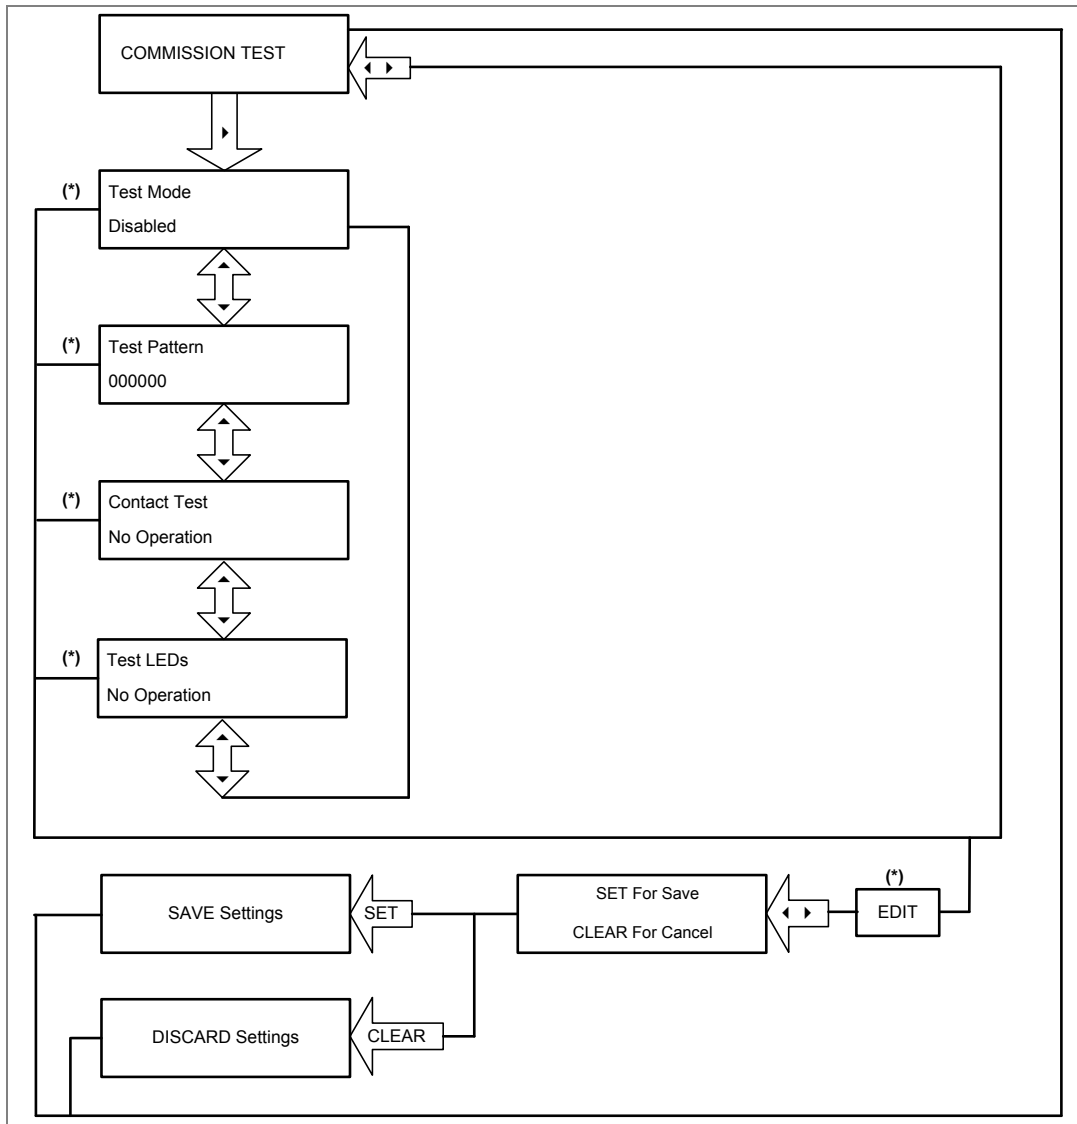 COMMISSION TEST
(*)
Test Mode
Disabled
(*)
Test Pattern
000000
(*)
Contact Test
No Operation
(*)
Test LEDs
No Operation
SAVE Settings
SET
SET For Save
CLEAR For Cancel
(*)
EDIT
DISCARD Settings
CLEAR